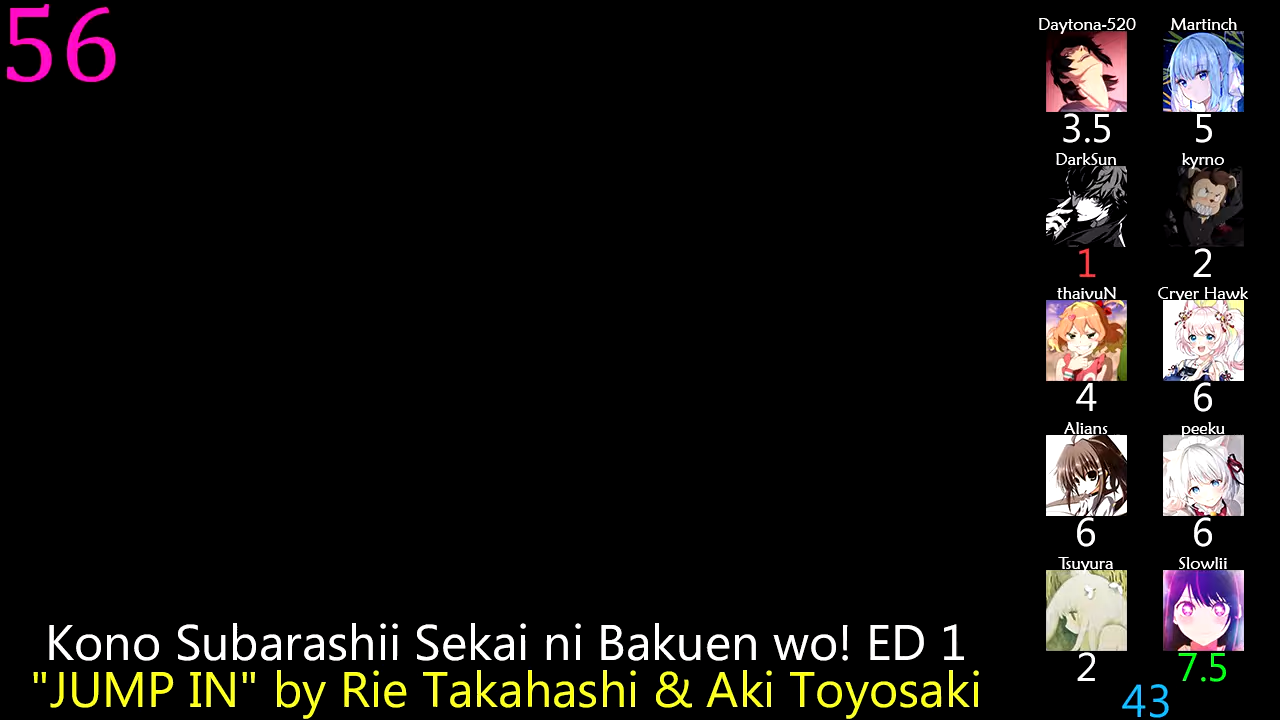 56
Daytona-520 Martinch
3.5 5
DarkSun kyrno
1 2
thaivuN Cryer Hawk
4 6
Alians peeku
6 6
Tsuyura Slowlii
2 7.5
Kono Subarashii Sekai ni Bakuen wo! ED 1
"JUMP IN" by Rie Takahashi & Aki Toyosaki
43